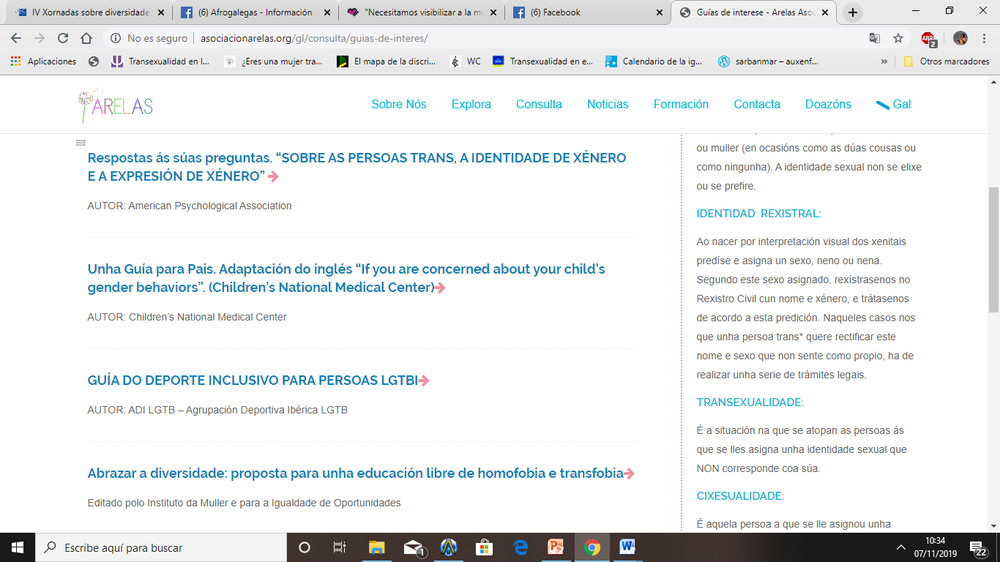 IV Xornadas sobre diversidade
(6) Afrogalegas - Información
"Necesitamos visibilizar a la mu
(6) Facebook
Guías de interese - Arelas Asoc
No es seguro
asociacionarelas.org/gl/consulta/guias-de-interes/
ABP
2
Aplicaciones
Transexualidad en l...
¿Eres una mujer tra...
El mapa de la discri...
WC
Transexualidad en e...
Calendario de la ig...
sarbanmar – auxenf...
»
Otros marcadores
ARELAS
Sobre Nós
Explora
Consulta
Noticias
Formación
Contacta
Doazóns
Gal
Respostas ás súas preguntas. “SOBRE AS PERSOAS TRANS, A IDENTIDADE DE XÉNERO
E A EXPRESIÓN DE XÉNERO”
AUTOR: American Psychological Association
Unha Guía para Pais. Adaptación do inglés “If you are concerned about your child’s
gender behaviors”. (Children’s National Medical Center)
AUTOR: Children’s National Medical Center
GUÍA DO DEPORTE INCLUSIVO PARA PERSOAS LGTBI
AUTOR: ADI LGTB – Agrupación Deportiva Ibérica LGTB
Abrazar a diversidade: proposta para unha educación libre de homofobia e transfobia
Editado polo Instituto da Muller e para a Igualdade de Oportunidades
ou muller (en ocasións como as dúas cousas ou
como ningunha). A identidade sexual non se elixe
ou se prefire.
IDENTIDAD REXISTRAL:
Ao nacer por interpretación visual dos xenitais
predíse e asigna un sexo, neno ou nena.
Segundo este sexo asignado, rexístrasenos no
Rexistro Civil cun nome e xénero, e trátasenos
de acordo a esta predición. Naqueles casos nos
que unha persoa trans* quere rectificar este
nome e sexo que non sente como propio, ha de
realizar unha serie de trámites legais.
TRANSEXUALIDADE:
É a situación na que se atopan as persoas ás
que se lles asigna unha identidade sexual que
NON corresponde coa súa.
CIXESUALIDADE:
É aquela persoa a que se lle asignou unha
Escribe aquí para buscar
1
10:34
07/11/2019
22